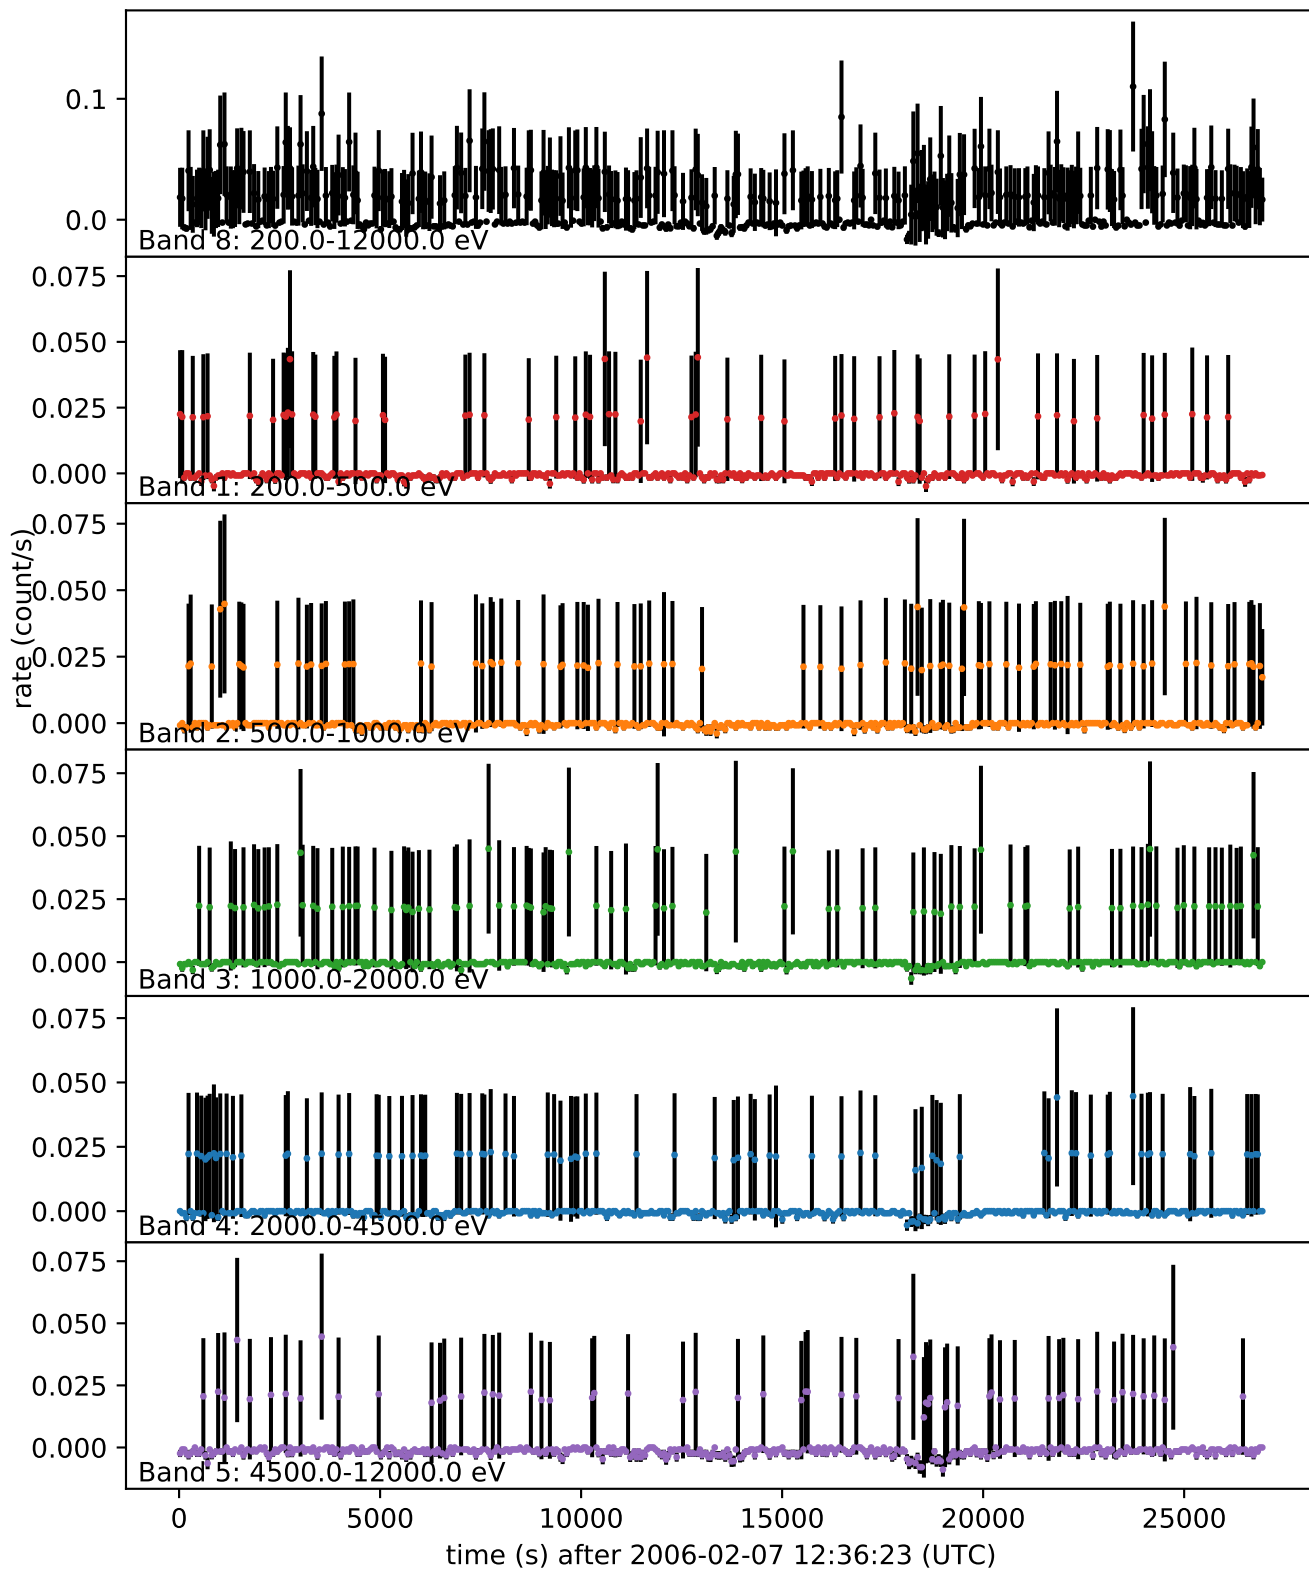 0.1
0.0
Band 8: 200.0-12000.0 eV
0.075
0.050
0.025
0.000
Band 1: 200.0-500.0 eV
rate (count/s)
0.075
0.050
0.025
0.000
Band 2: 500.0-1000.0 eV
0.075
0.050
0.025
0.000
Band 3: 1000.0-2000.0 eV
0.075
0.050
0.025
0.000
Band 4: 2000.0-4500.0 eV
0.075
0.050
0.025
0.000
Band 5: 4500.0-12000.0 eV
0 5000 10000 15000 20000 25000
time (s) after 2006-02-07 12:36:23 (UTC)